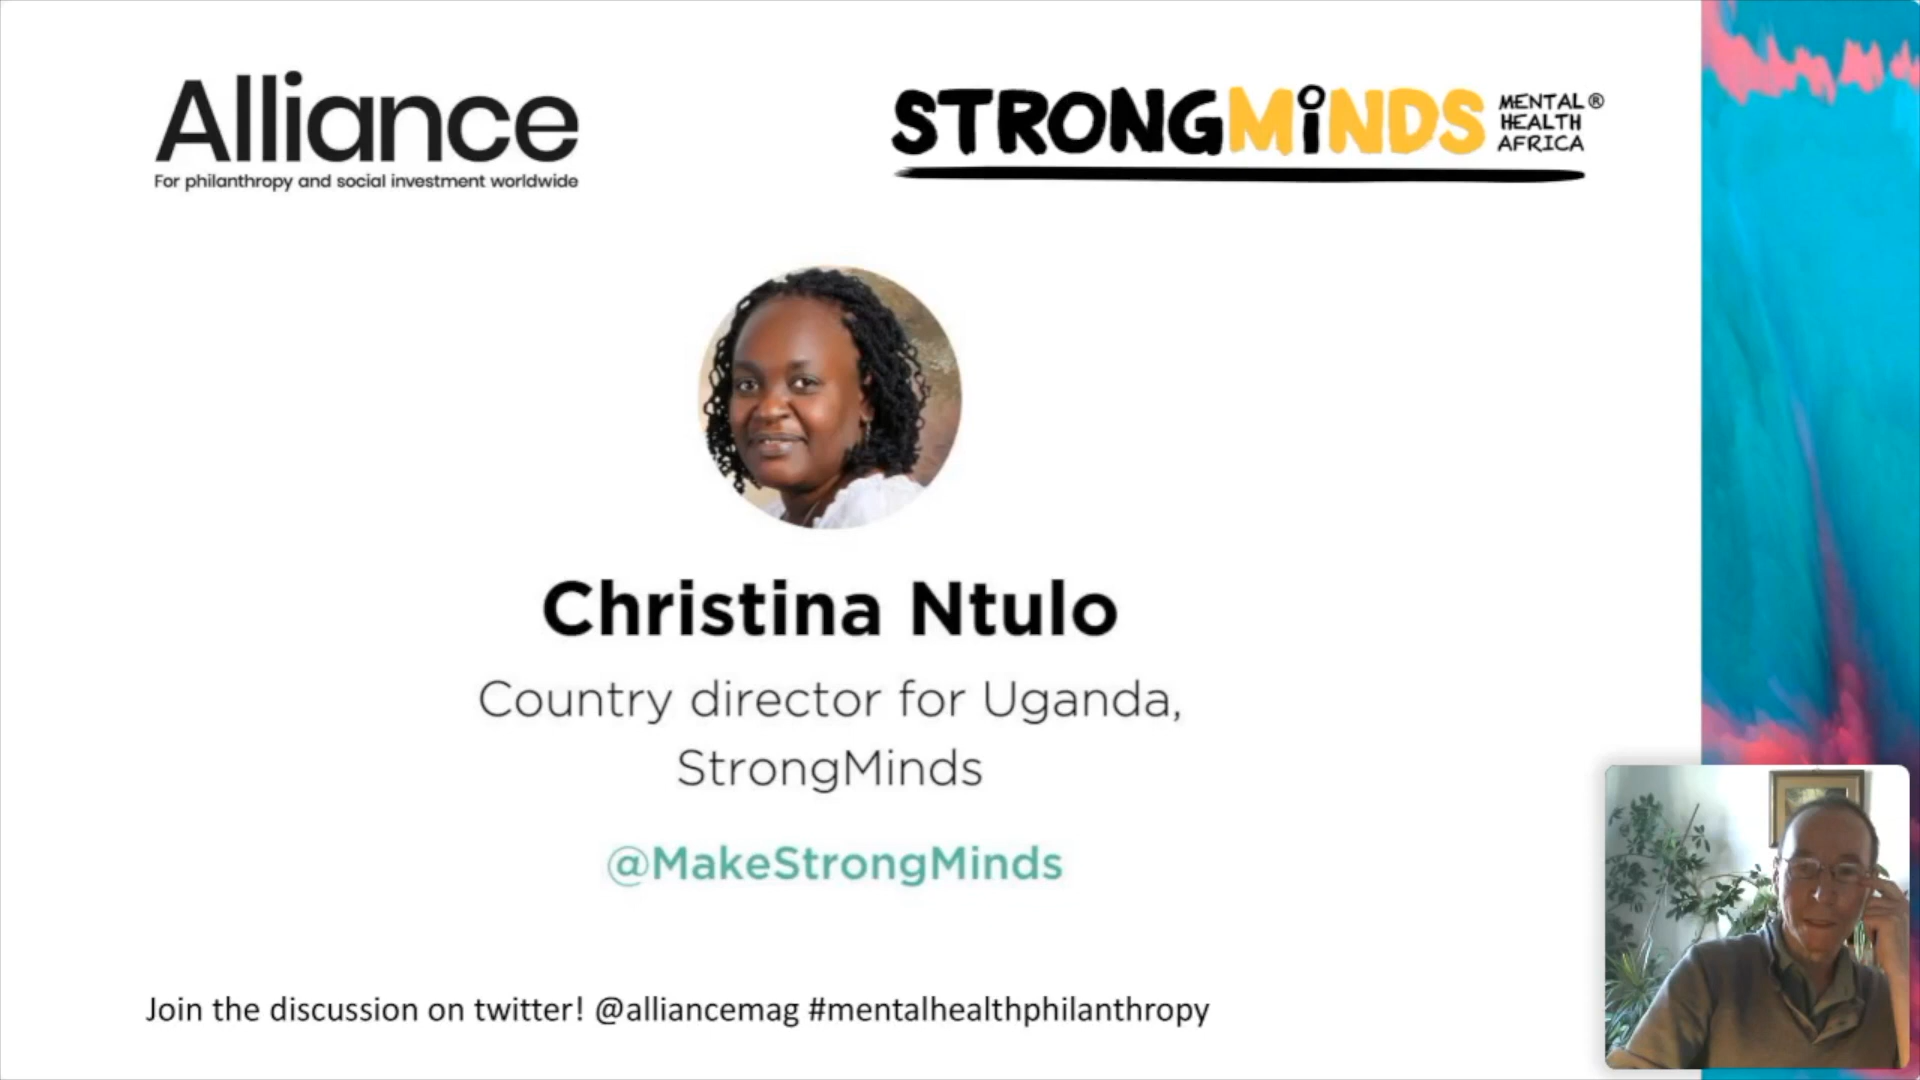 Alliance
For philanthropy and social investment worldwide
STRONGMiNDS
MENTAL®
HEALTH
AFRICA
Christina Ntulo
Country director for Uganda,
StrongMinds
@MakeStrongMinds
Join the discussion on twitter! @alliancemag #mentalhealthphilanthropy